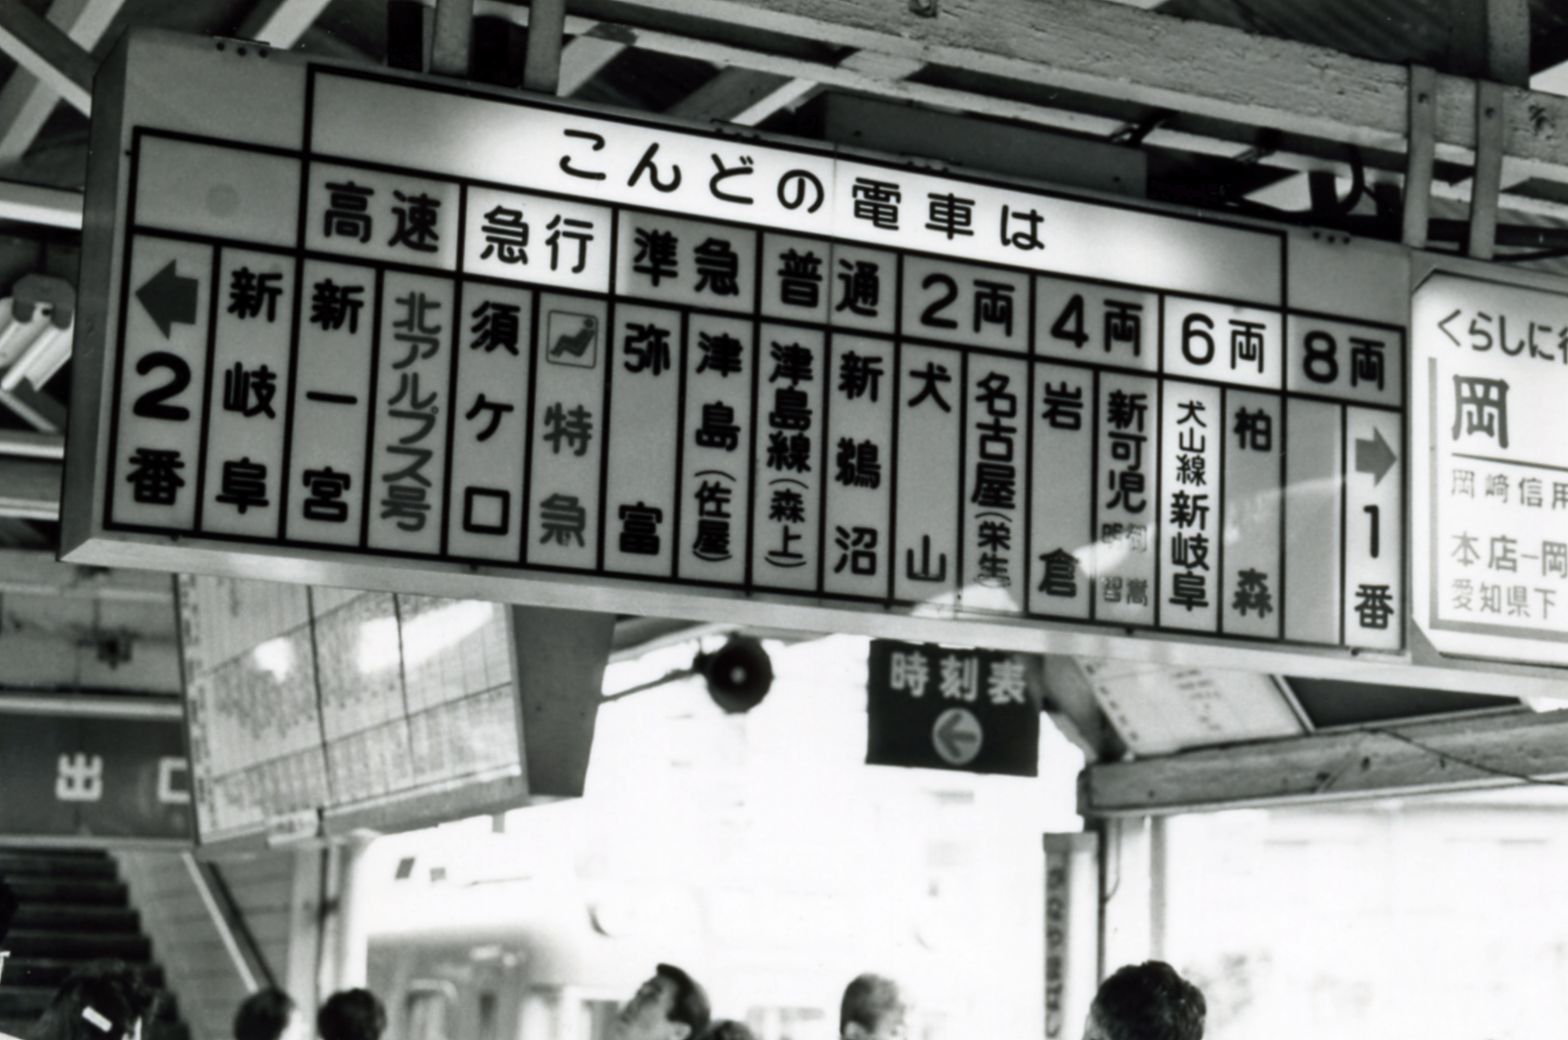 こんどの電車は
高速 急行 準急 普通 2両 4両 6両 8両
2番
新岐阜
新一宮
北アルプス号
須ケ口
特急
弥富
津島(佐屋)
津島線(森上)
新鵜沼
犬山
名古屋(栄生)
岩倉
新可児
犬山線新岐阜
柏森
1番
くらしに
岡
岡崎信用
本店―岡
愛知県下
時刻表
出口